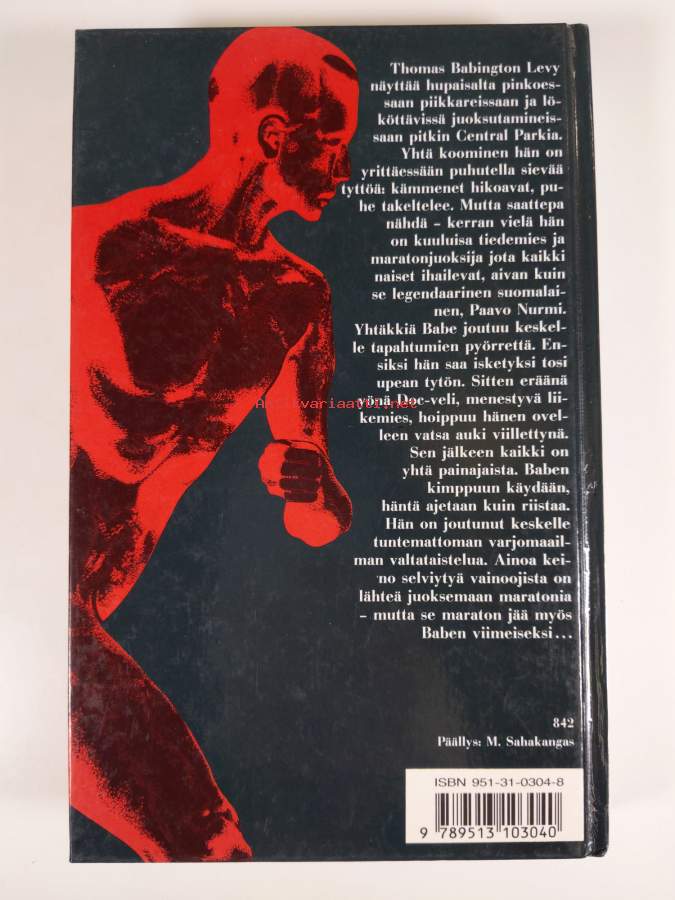 Thomas Babington Levy
näyttää hupaisalta pinkoes-
saan piikkareissaan ja lö-
köttävissä juoksutamineis-
saan pitkin Central Parkia.
Yhtä koominen hän on
yrittäessään puhutella sievää
tyttöä: kämmenet hikoavat, pu-
he takeltelee. Mutta saattepa
nähdä – kerran vielä hän
on kuuluisa tiedemies ja
maratonjuoksija jota kaikki
naiset ihailevat, aivan kuin
se legendaarinen suomalai-
nen, Paavo Nurmi.
Yhtäkkiä Babe joutuu keskel-
le tapahtumien pyörrettä. En-
siksi hän saa isketyksi tosi
upean tytön. Sitten eräänä
yönä Doc-veli, menestyvä lii-
kemies, hoippuu hänen ovel-
leen vatsa auki viillettynä.
Sen jälkeen kaikki on
yhtä painajaista. Baben
kimppuun käydään,
häntä ajetaan kuin riistaa.
Hän on joutunut keskelle
tuntemattoman varjomaail-
man valtataistelua. Ainoa kei-
no selviytyä vainoojista on
lähteä juoksemaan maratonia
– mutta se maraton jää myös
Baben viimeiseksi...
Antikvariaatti.net
842
Päällys: M. Sahakangas
ISBN 951-31-0304-8
9 789513 103040